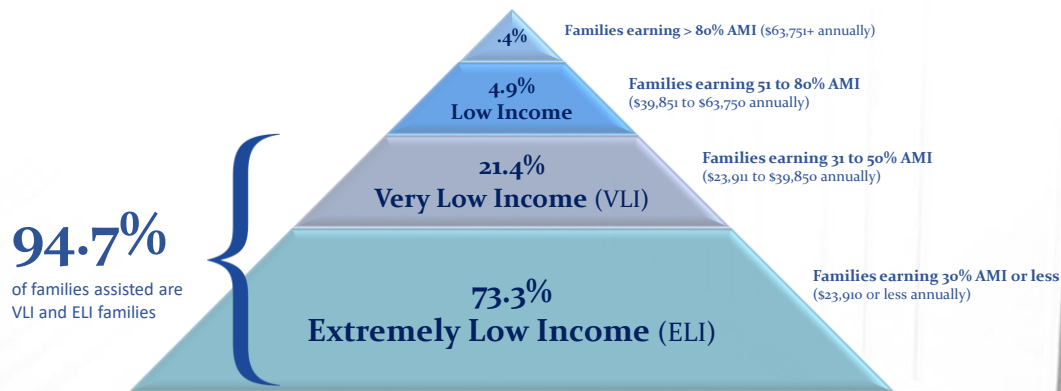 .4%
Families earning > 80% AMI ($63,751+ annually)
4.9%
Low Income
Families earning 51 to 80% AMI
($39,851 to $63,750 annually)
21.4%
Very Low Income (VLI)
Families earning 31 to 50% AMI
($23,911 to $39,850 annually)
94.7%
of families assisted are
VLI and ELI families
73.3%
Extremely Low Income (ELI)
Families earning 30% AMI or less
($23,910 or less annually)